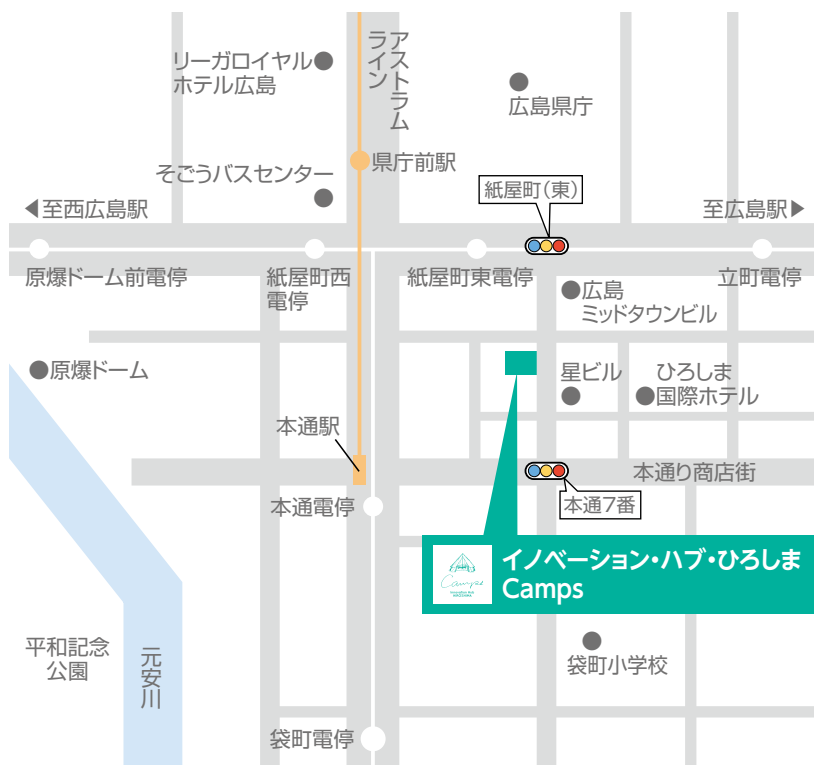 リーガロイヤル
ホテル広島
アストラム
ライン
広島県庁
県庁前駅
そごうバスセンター
紙屋町（東）
◀至西広島駅
至広島駅▶
原爆ドーム前電停
紙屋町西
電停
紙屋町東電停
立町電停
広島
ミッドタウンビル
原爆ドーム
星ビル
ひろしま
国際ホテル
本通駅
本通り商店街
本通7番
本通電停
イノベーション・ハブ・ひろしま
Camps
Camps
平和記念
公園
元安川
袋町小学校
袋町電停